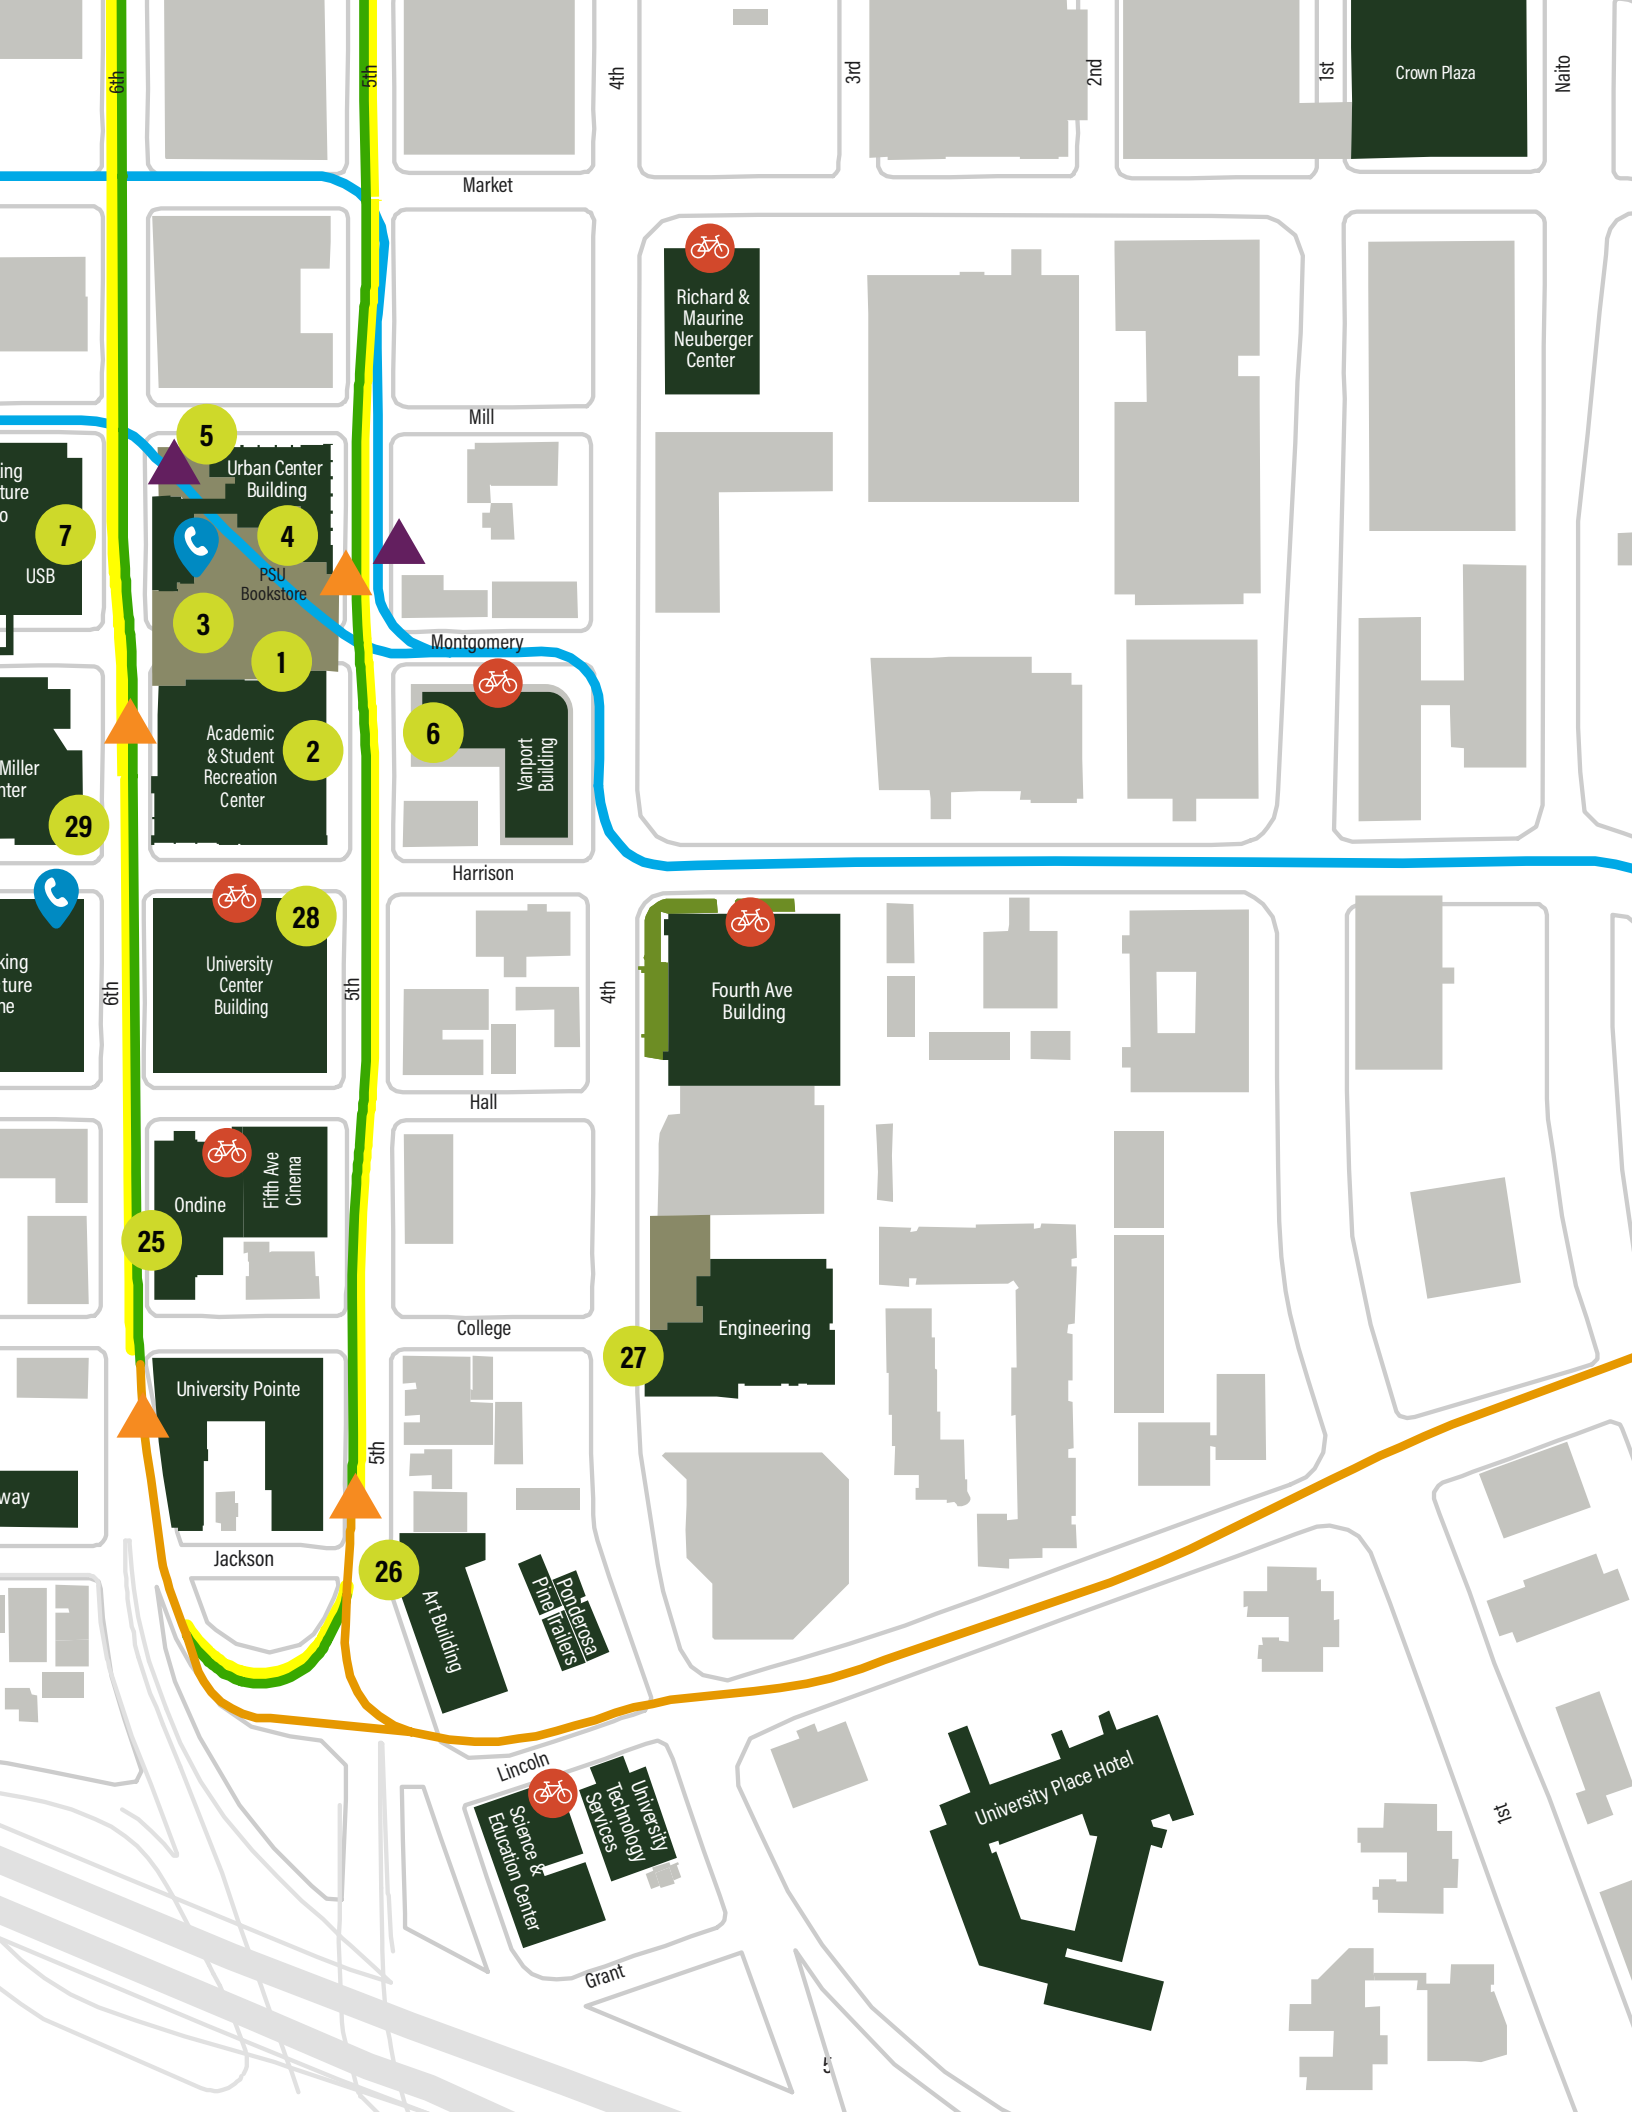 6th
5th
4th
3rd
2nd
1st
Crown Plaza
Naito
Market
Richard &
Maurine
Neuberger
Center
Mill
5
Urban Center
Building
ing
ture
o
7
USB
4
PSU
Bookstore
3
1
Montgomery
Miller
nter
29
Academic
& Student
Recreation
Center
2
6
Vanport
Building
Harrison
king
ture
ne
6th
28
University
Center
Building
5th
4th
Fourth Ave
Building
Hall
Ondine
Fifth Ave
Cinema
25
College
27
Engineering
University Pointe
5th
way
Jackson
26
Art Building
Ponderosa
Pine Trailers
Lincoln
Science &
Education Center
University
Technology
Services
University Place Hotel
1st
Grant
5